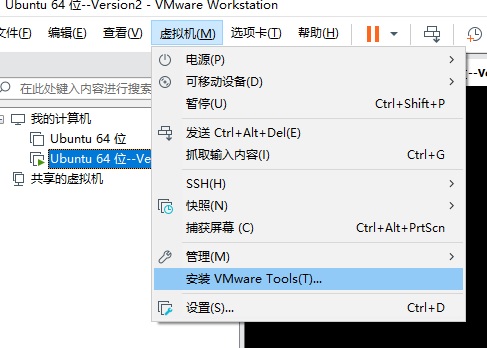 Ubuntu 64 位--Version2 - VMware Workstation
编辑(E) 查看(V) 虚拟机(M) 选项卡(T) 帮助(H)
在此处键入内容进行搜索
我的计算机
Ubuntu 64 位
Ubuntu 64 位--Ve
共享的虚拟机
电源(P)
可移动设备(D)
暂停(U) Ctrl+Shift+P
发送 Ctrl+Alt+Del(E)
抓取输入内容(I) Ctrl+G
SSH(H)
快照(N)
捕获屏幕 (C) Ctrl+Alt+PrtScn
管理(M)
安装 VMware Tools(T)...
设置(S)... Ctrl+D